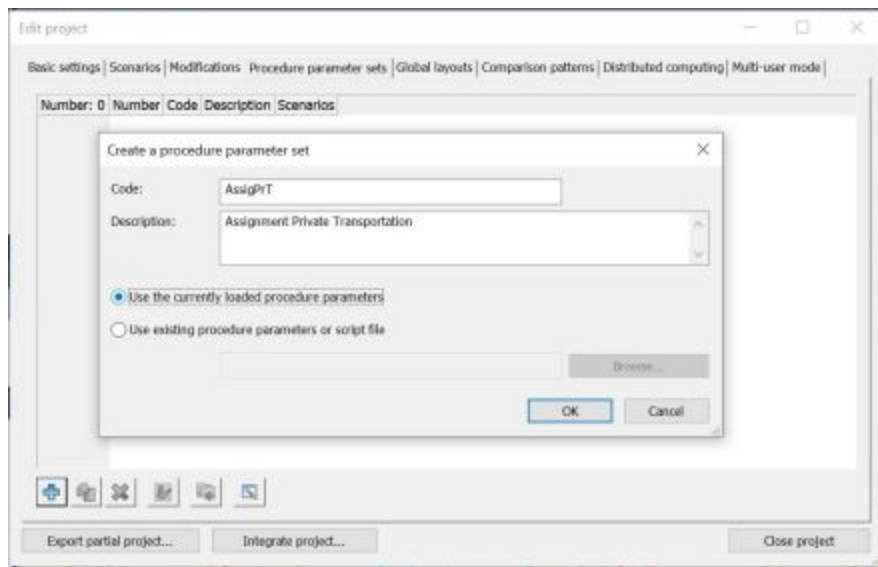 Edit project
Basic settings Scenarios Modifications Procedure parameter sets Global layouts Comparison patterns Distributed computing Multi-user mode
Number: 0 Number Code Description Scenarios
Create a procedure parameter set
Code: AssigPrT
Description: Assignment Private Transportation
Use the currently loaded procedure parameters
Use existing procedure parameters or script file
Browse...
OK Cancel
Export partial project... Integrate project... Close project